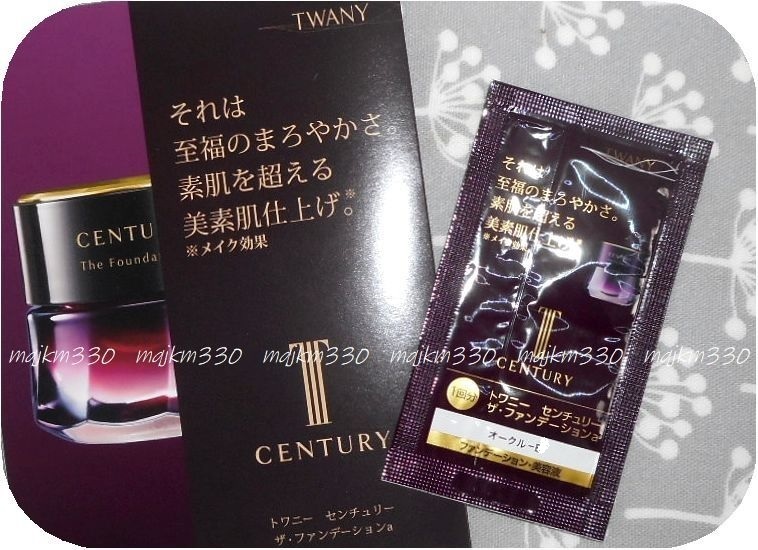 TWANY
それは
至福のまろやかさ。
素肌を超える
美素肌仕上げ。※
※メイク効果
CENTU
The Founda
CENTURY
トワニー センチュリー
ザ・ファンデーションa
TWANY
それは
至福のまろやかさ。
素肌を超える
美素肌仕上げ。※
※メイク効果
CENTURY
1回分
トワニー センチュリー
ザ・ファンデーションa
オークル
ファンデーション・美容液
majkm330 majkm330 majkm330 majkm330 majkm330 majkm330